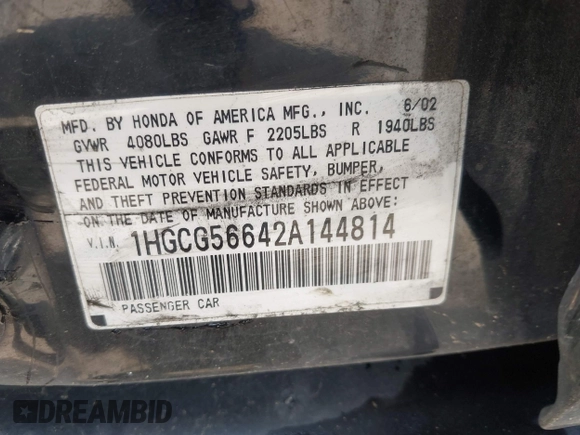 MFD. BY HONDA OF AMERICA MFG., INC. 6/02
GVWR 4080LBS GAWR F 2205LBS R 1940LBS
THIS VEHICLE CONFORMS TO ALL APPLICABLE
FEDERAL MOTOR VEHICLE SAFETY, BUMPER,
AND THEFT PREVENTION STANDARDS IN EFFECT
ON THE DATE OF MANUFACTURE SHOWN ABOVE:
V.I.N. 1HGCG56642A144814
PASSENGER CAR
DREAMBID